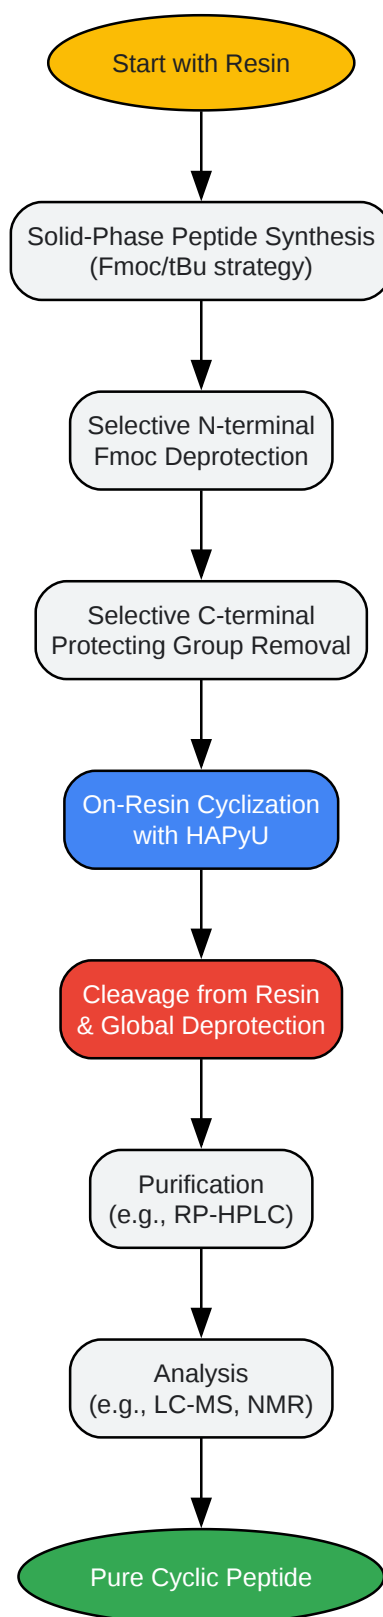 Start with Resin
Solid-Phase Peptide Synthesis
(Fmoc/tBu strategy)
Selective N-terminal
Fmoc Deprotection
Selective C-terminal
Protecting Group Removal
On-Resin Cyclization
with HAPyU
Cleavage from Resin
& Global Deprotection
Purification
(e.g., RP-HPLC)
Analysis
(e.g., LC-MS, NMR)
Pure Cyclic Peptide